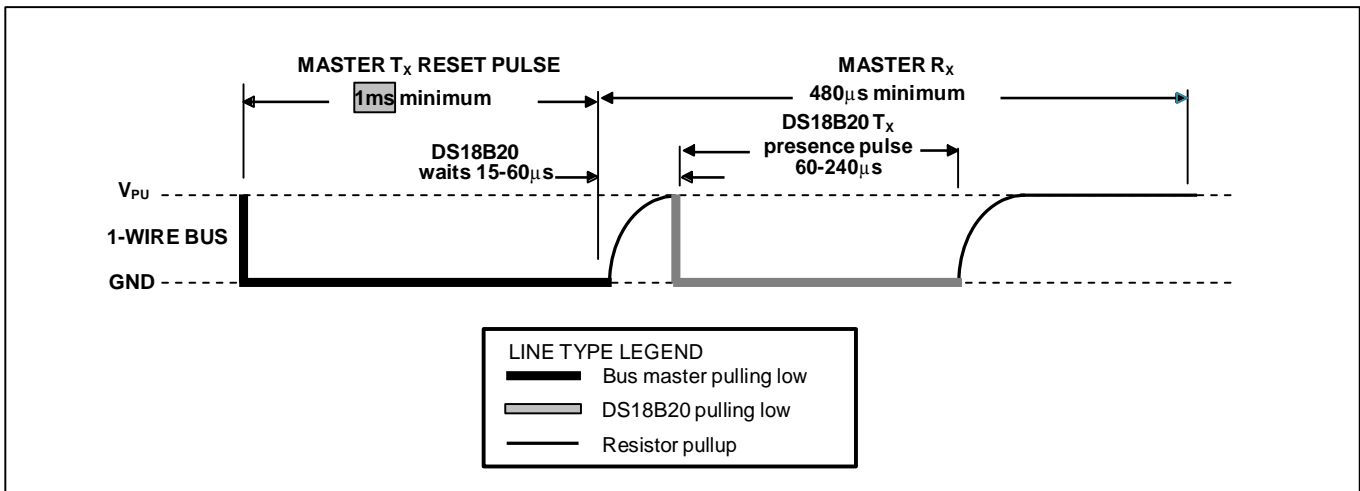 MASTER TX RESET PULSE
1ms minimum
MASTER RX
480μs minimum
DS18B20 TX
presence pulse
60-240μs
DS18B20
waits 15-60μs
VPU
1-WIRE BUS
GND
LINE TYPE LEGEND
Bus master pulling low
DS18B20 pulling low
Resistor pullup